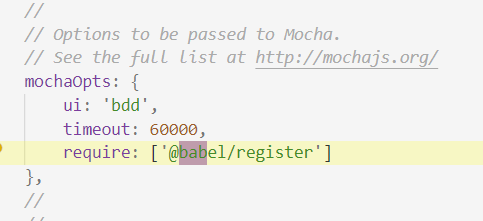 //
// Options to be passed to Mocha.
// See the full list at http://mochajs.org/
mochaOpts: {
ui: 'bdd',
timeout: 60000,
require: ['@babel/register']
},
//
//